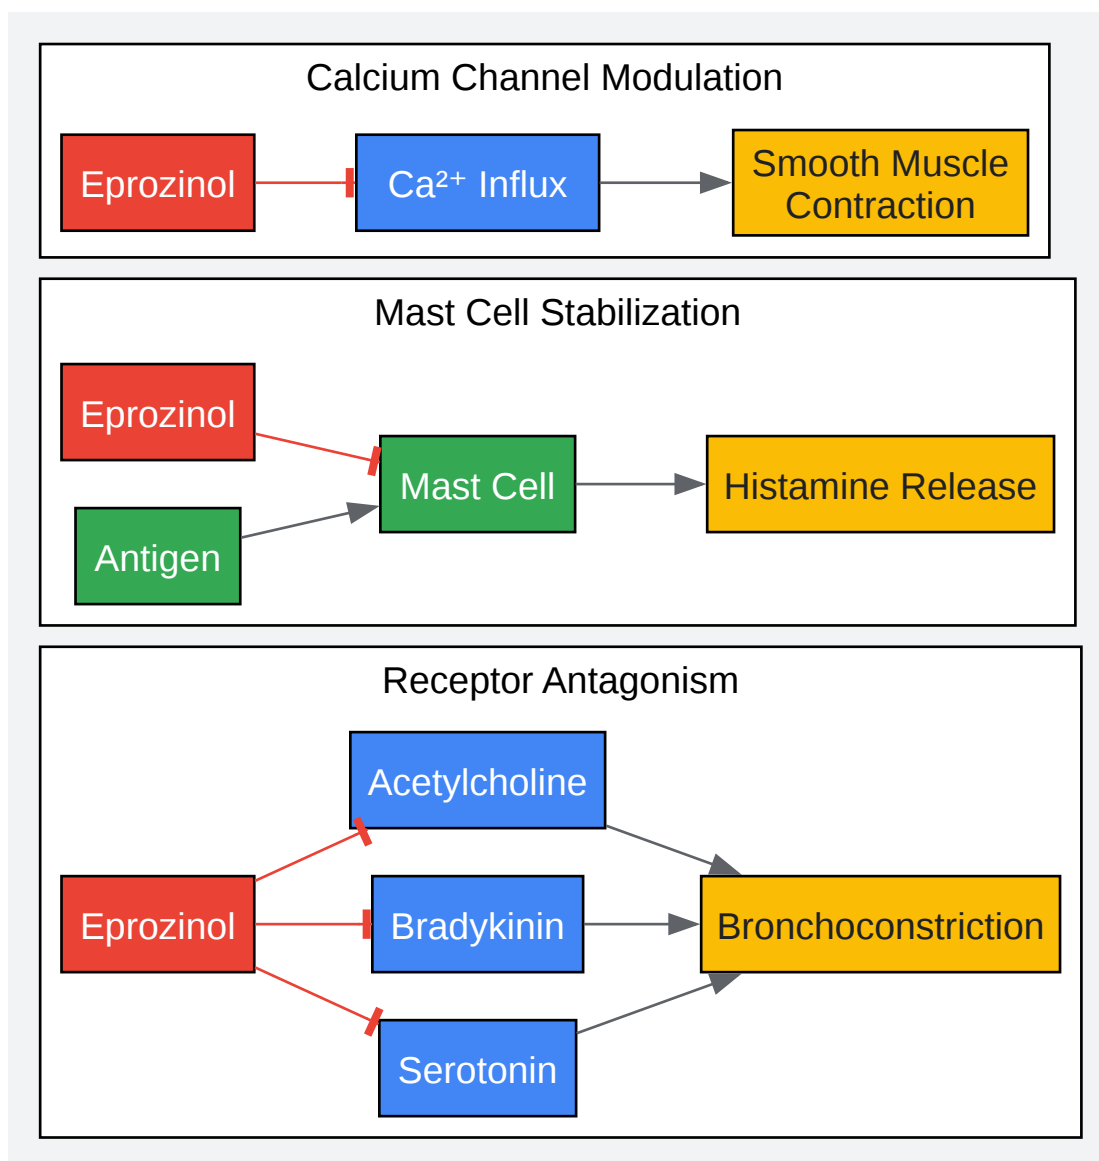 Calcium Channel Modulation
Eprozinol
Ca²⁺ Influx
Smooth Muscle
Contraction
Mast Cell Stabilization
Eprozinol
Antigen
Mast Cell
Histamine Release
Receptor Antagonism
Acetylcholine
Eprozinol
Bradykinin
Bronchoconstriction
Serotonin